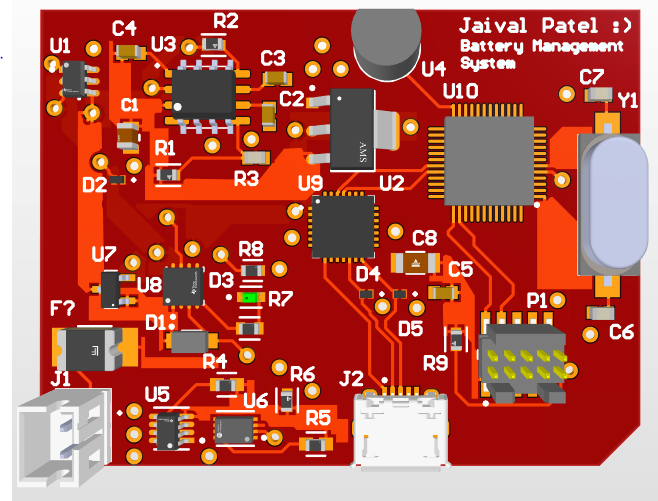 Jaival Patel :)
Battery Management
System
C4
R2
U1
U3
C3
C2
C1
R1
R3
D2
U4
U10
C7
Y1
AMS
U9
U2
U7
U8
D3
R8
R7
C8
C5
D4
D5
D1
F?
R4
R6
J1
J2
R9
P1
C6
U5
U6
R5